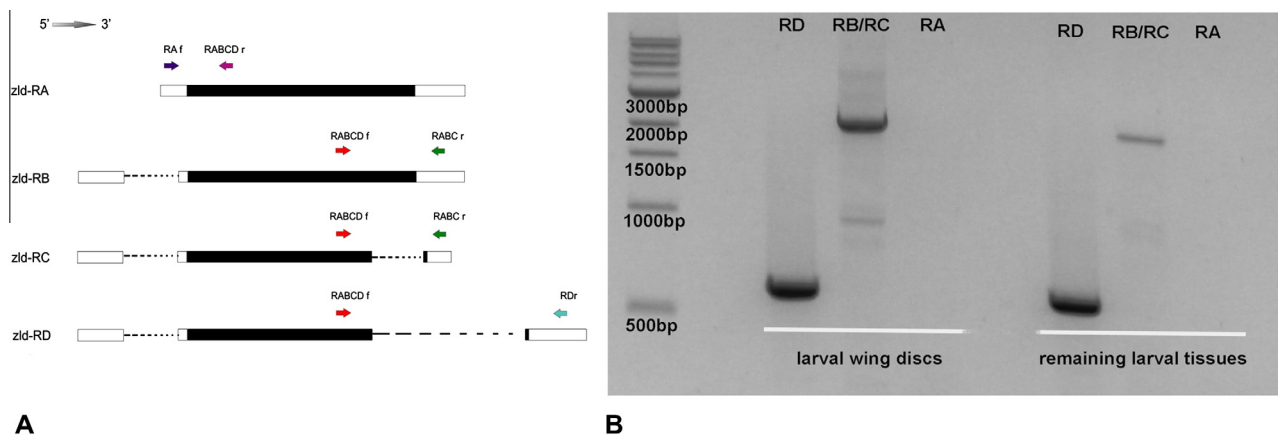 5' 3'
RA f RABCD r
zld-RA
RABCD f RABC r
zld-RB
RABCD f RABC r
zld-RC
RABCD f RDr
zld-RD
A
RD RB/RC RA RD RB/RC RA
3000bp
2000bp
1500bp
1000bp
500bp
larval wing discs remaining larval tissues
B